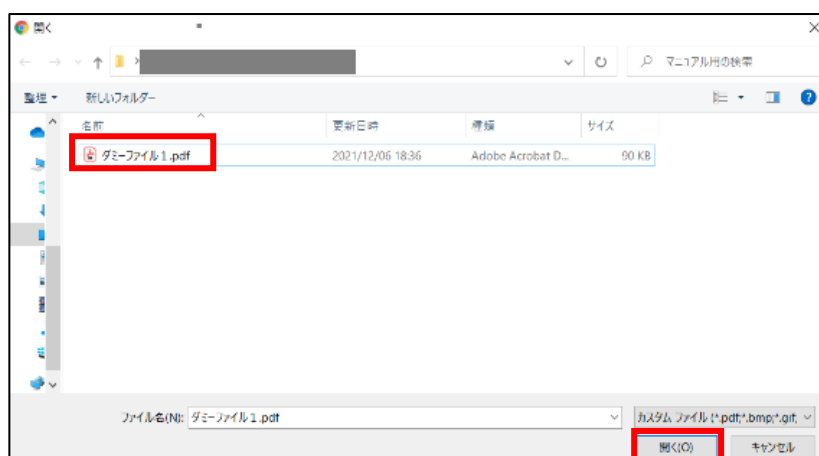 開く
マニュアル用の検索
整理 新しいフォルダー
名前 更新日時 種類 サイズ
ダミーファイル1.pdf 2021/12/06 18:36 Adobe Acrobat D... 90 KB
ファイル名(N): ダミーファイル1.pdf カスタム ファイル (*.pdf;*.bmp;*.gif;
開く(O) キャンセル